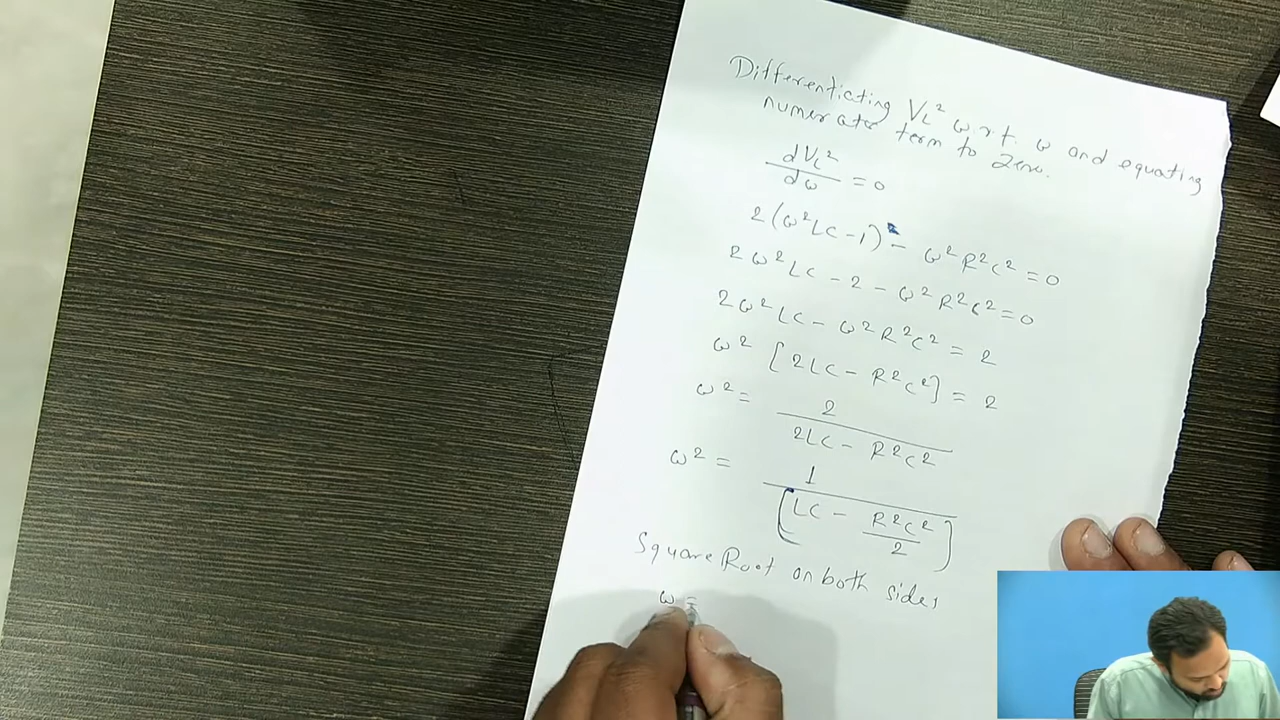 Differenticting VL² w.r.t. ω and equating
numerator term to Zero.
dVL²/dω = 0
2(ω²LC - 1) - ω²R²C² = 0
2ω²LC - 2 - ω²R²C² = 0
2ω²LC - ω²R²C² = 2
ω² [2LC - R²C²] = 2
ω² = 2/(2LC - R²C²)
ω² = 1/[LC - R²C²/2]
Square Root on both sides
ω =